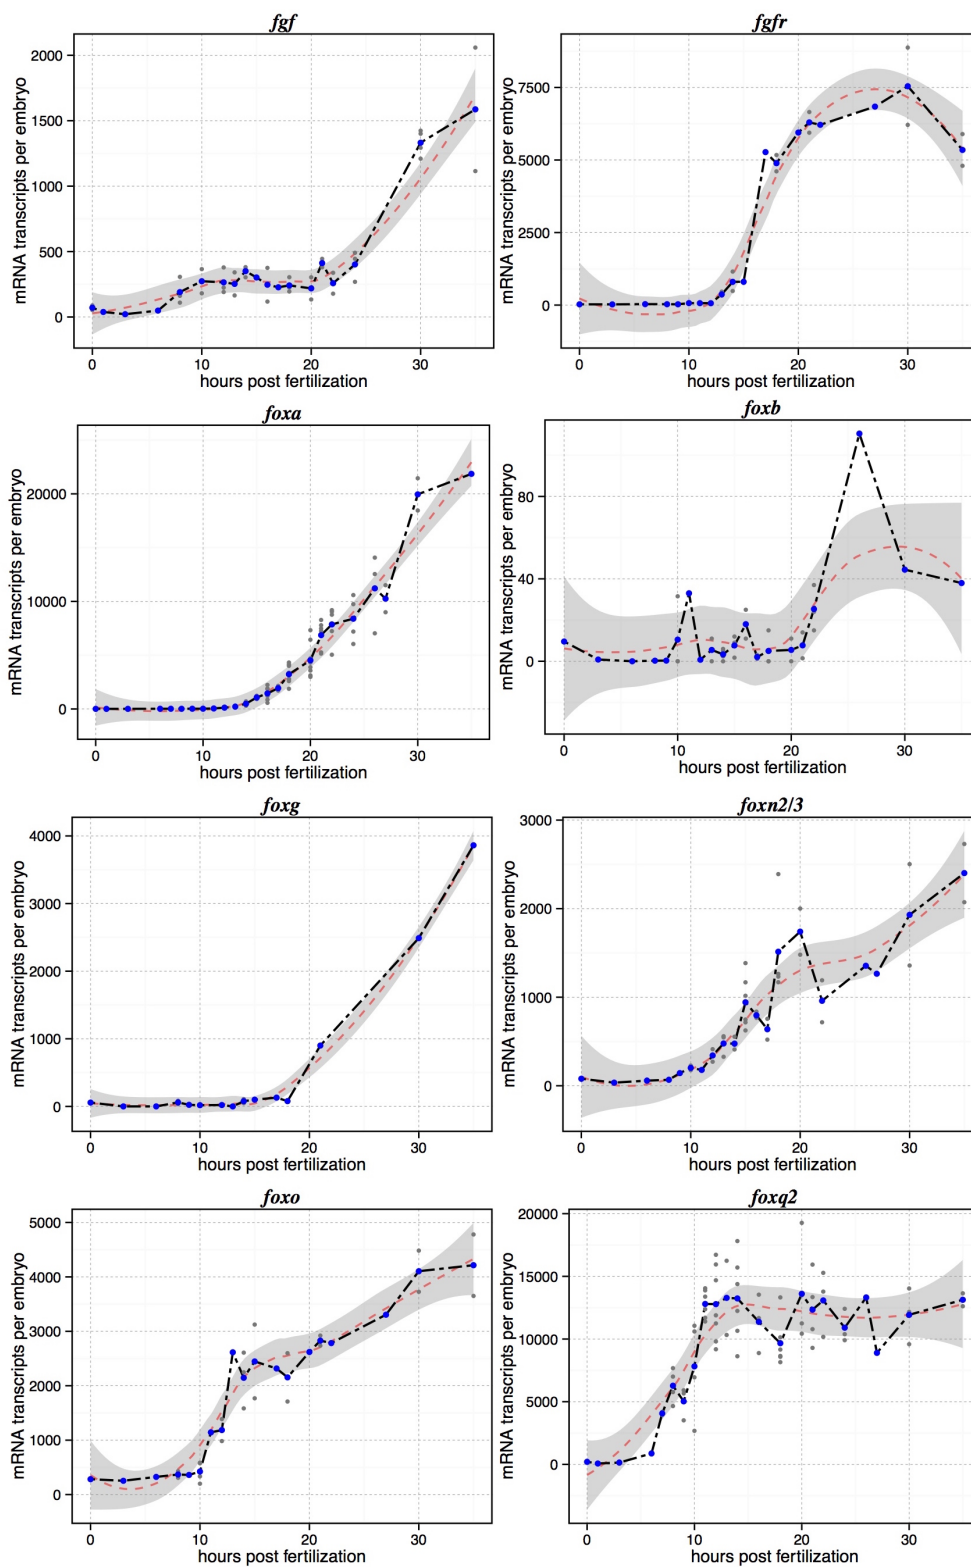 fgf
mRNA transcripts per embryo
2000
1500
1000
500
0
0 10 20 30
hours post fertilization
fgfr
mRNA transcripts per embryo
7500
5000
2500
0
0 10 20 30
hours post fertilization
foxa
mRNA transcripts per embryo
20000
10000
0
0 10 20 30
hours post fertilization
foxb
mRNA transcripts per embryo
80
40
0
0 10 20 30
hours post fertilization
foxg
mRNA transcripts per embryo
4000
3000
2000
1000
0
0 10 20 30
hours post fertilization
foxn2/3
mRNA transcripts per embryo
3000
2000
1000
0
0 10 20 30
hours post fertilization
foxo
mRNA transcripts per embryo
5000
4000
3000
2000
1000
0
0 10 20 30
hours post fertilization
foxq2
mRNA transcripts per embryo
20000
15000
10000
5000
0
0 10 20 30
hours post fertilization